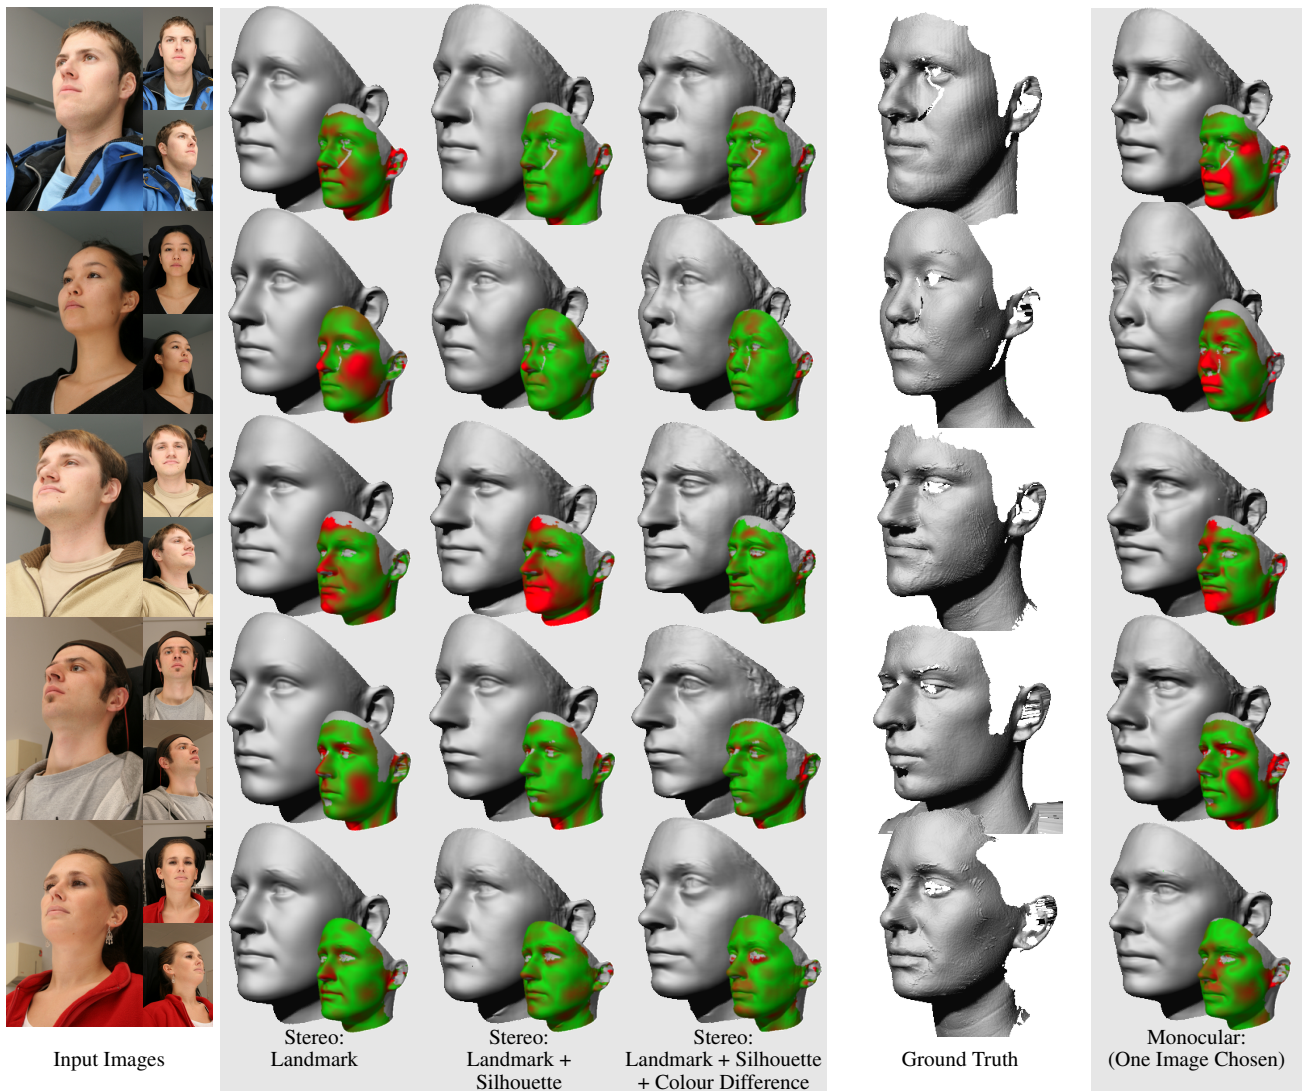 Input Images
Stereo:
Landmark
Stereo:
Landmark +
Silhouette
Stereo:
Landmark + Silhouette
+ Colour Difference
Ground Truth
Monocular:
(One Image Chosen)